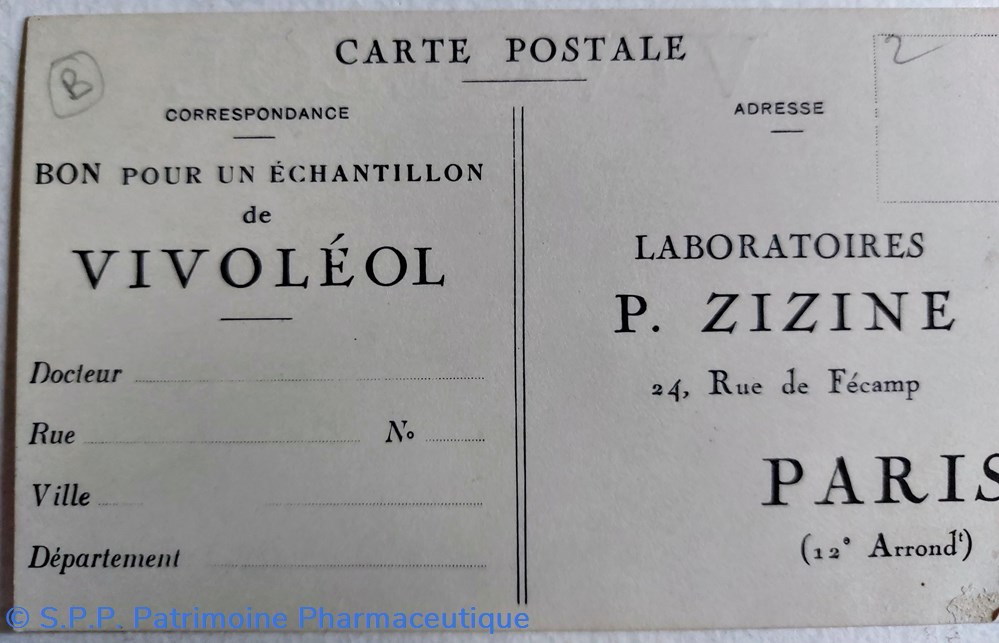 CARTE POSTALE
B
CORRESPONDANCE
BON POUR UN ÉCHANTILLON
de
VIVOLÉOL
Docteur
Rue N°
Ville
Département
2
ADRESSE
LABORATOIRES
P. ZIZINE
24, Rue de Fécamp
PARIS
(12e Arrondt)
© S.P.P. Patrimoine Pharmaceutique